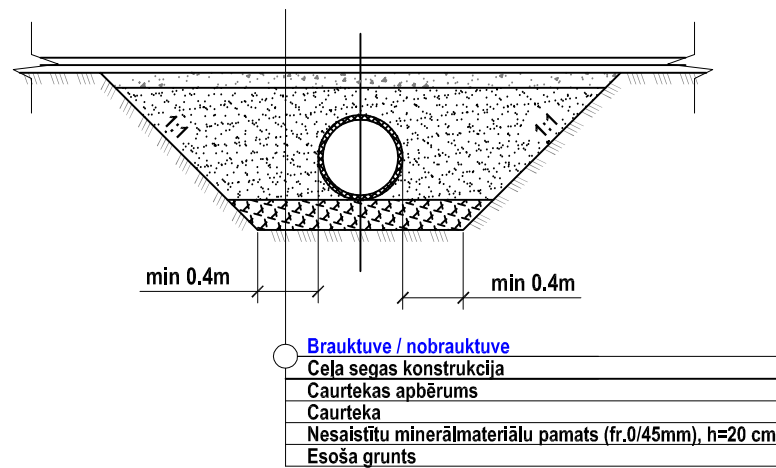 1:1
1:1
min 0.4m
min 0.4m
Brauktuve / nobrauktuve
Ceļa segas konstrukcija
Caurtekas apbērums
Caurteka
Nesaistītu minerālmateriālu pamats (fr.0/45mm), h=20 cm
Esoša grunts